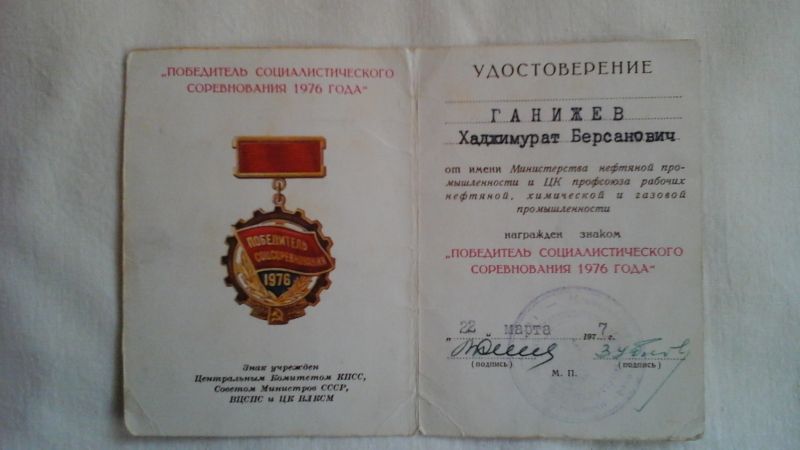 „ПОБЕДИТЕЛЬ СОЦИАЛИСТИЧЕСКОГО
СОРЕВНОВАНИЯ 1976 ГОДА“
ПОБЕДИТЕЛЬ
СОЦСОРЕВНОВАНИЯ
1976
Знак учрежден
Центральным Комитетом КПСС,
Советом Министров СССР,
ВЦСПС и ЦК ВЛКСМ
УДОСТОВЕРЕНИЕ
ГАНИЖЕВ
Хаджимурат Берсанович
от имени Министерства нефтяной про-
мышленности и ЦК профсоюза рабочих
нефтяной, химической и газовой
промышленности
награжден знаком
„ПОБЕДИТЕЛЬ СОЦИАЛИСТИЧЕСКОГО
СОРЕВНОВАНИЯ 1976 ГОДА“
„22 марта 1977 г.
(подпись) (подпись)
М. П.